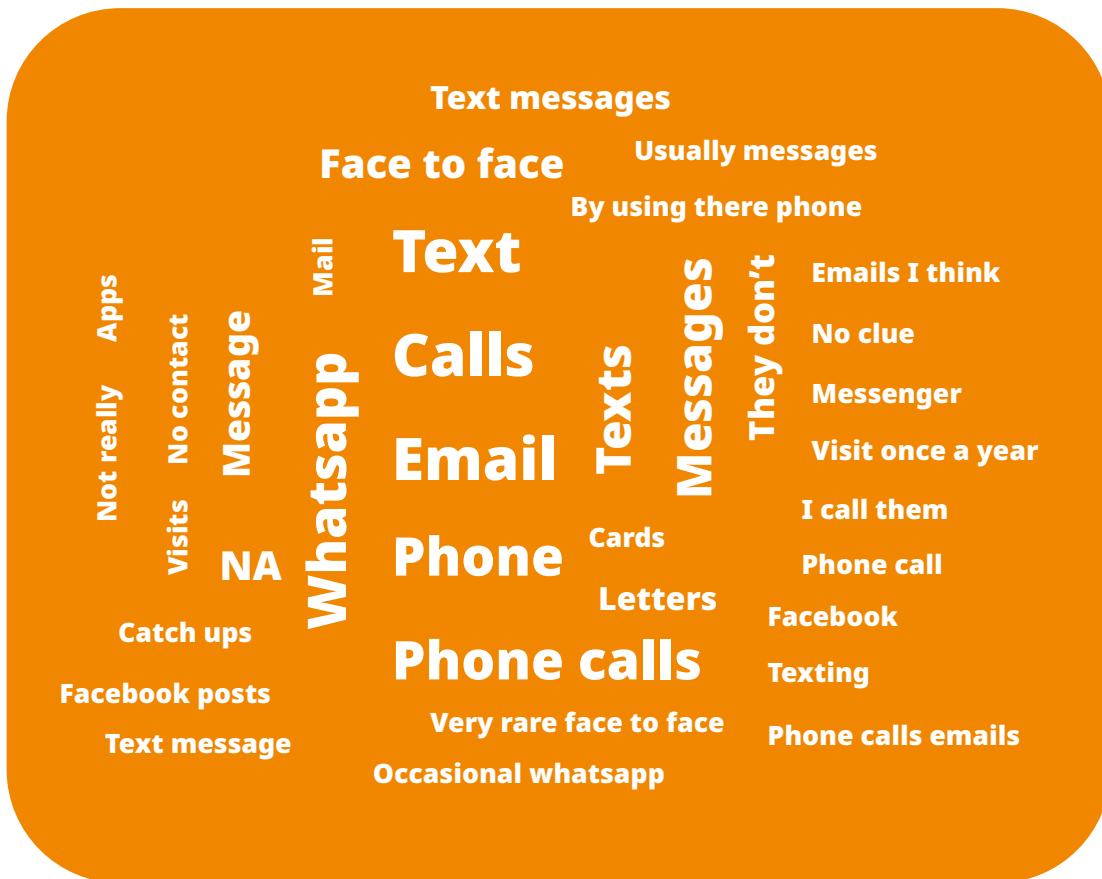 Text messages
Usually messages
Face to face
By using there phone
Text
Mail
Apps
Not really
No contact
Visits
Message
NA
Whatsapp
Calls
Email
Phone
Phone calls
Texts
Messages
They don’t
Emails I think
No clue
Messenger
Visit once a year
I call them
Phone call
Cards
Letters
Facebook
Texting
Phone calls emails
Catch ups
Facebook posts
Text message
Very rare face to face
Occasional whatsapp